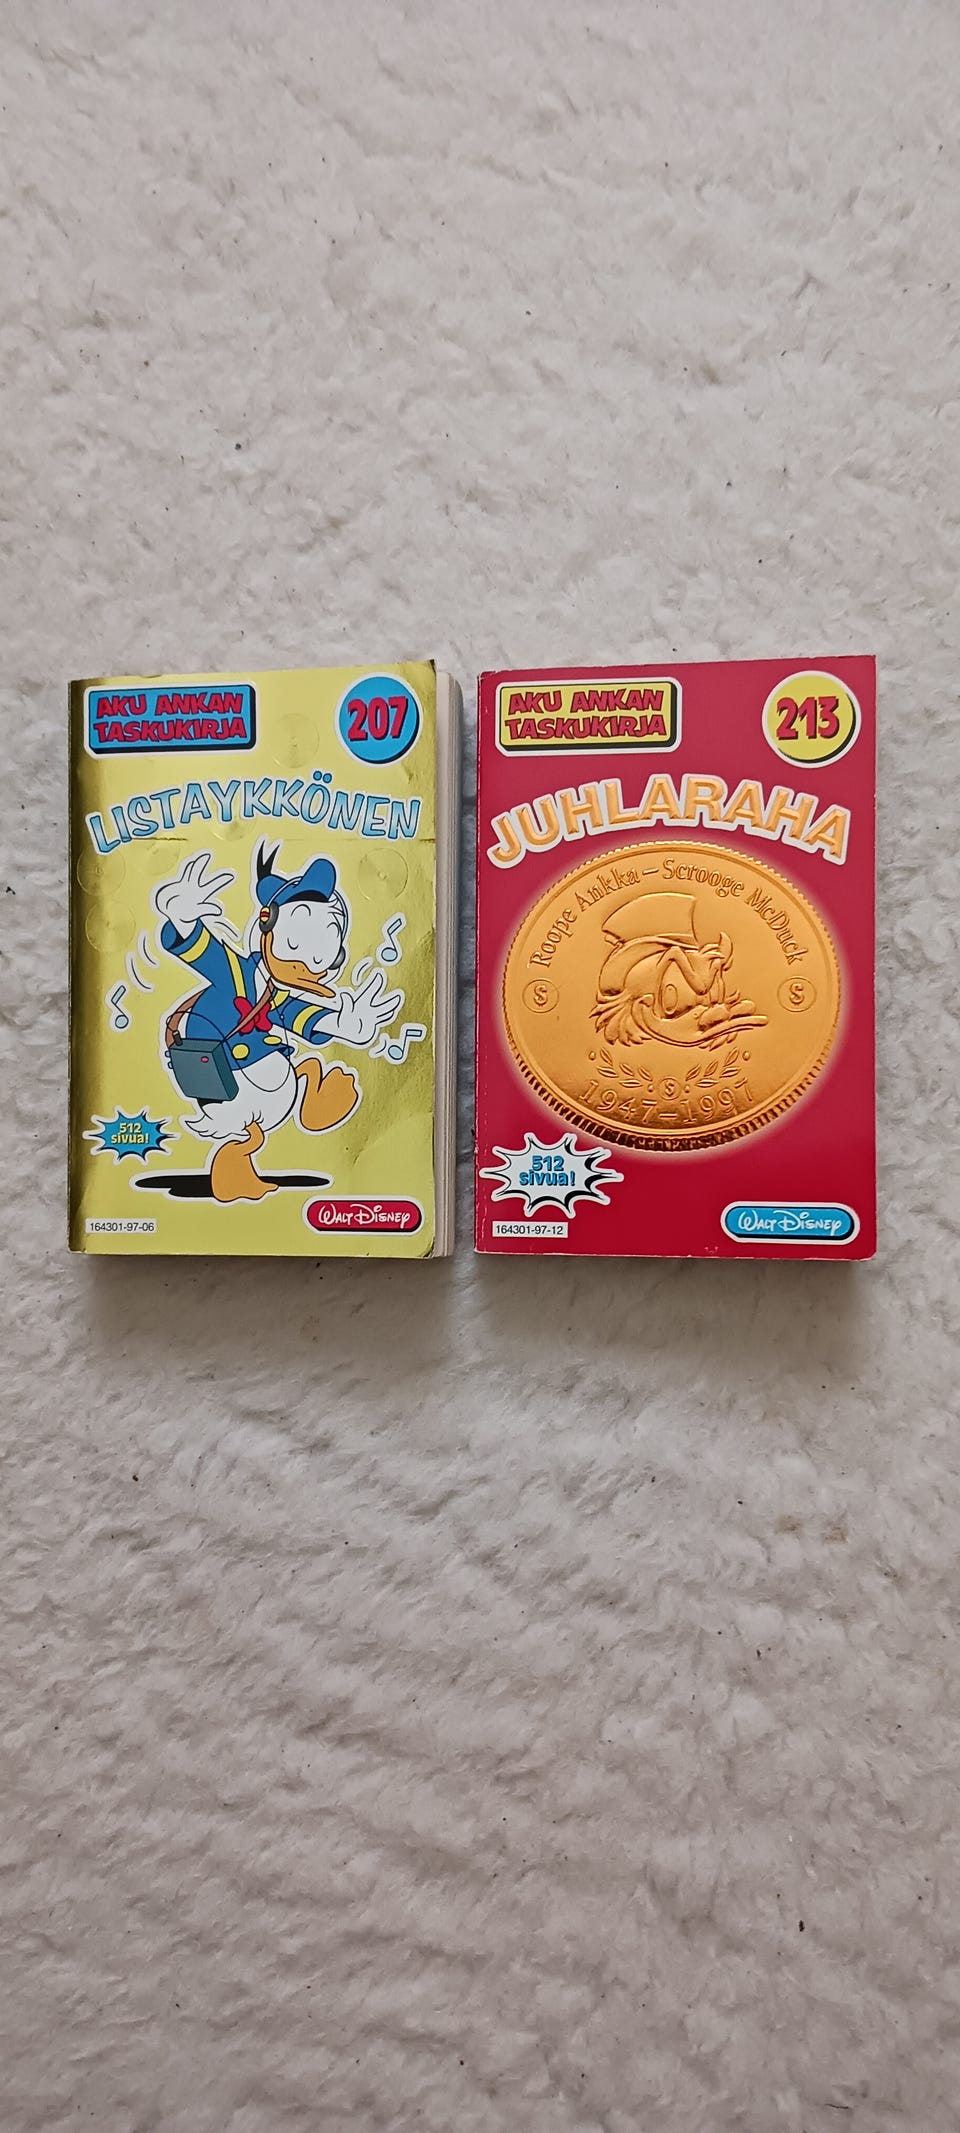 AKU ANKAN
TASKUKIRJA
207
LISTAYKKÖNEN
512
sivua!
WALT DISNEY
164301-97-06
AKU ANKAN
TASKUKIRJA
213
JUHLARAHA
Roope Ankka – Scrooge McDuck
S
S
S
1947–1997
512
sivua!
WALT DISNEY
164301-97-12